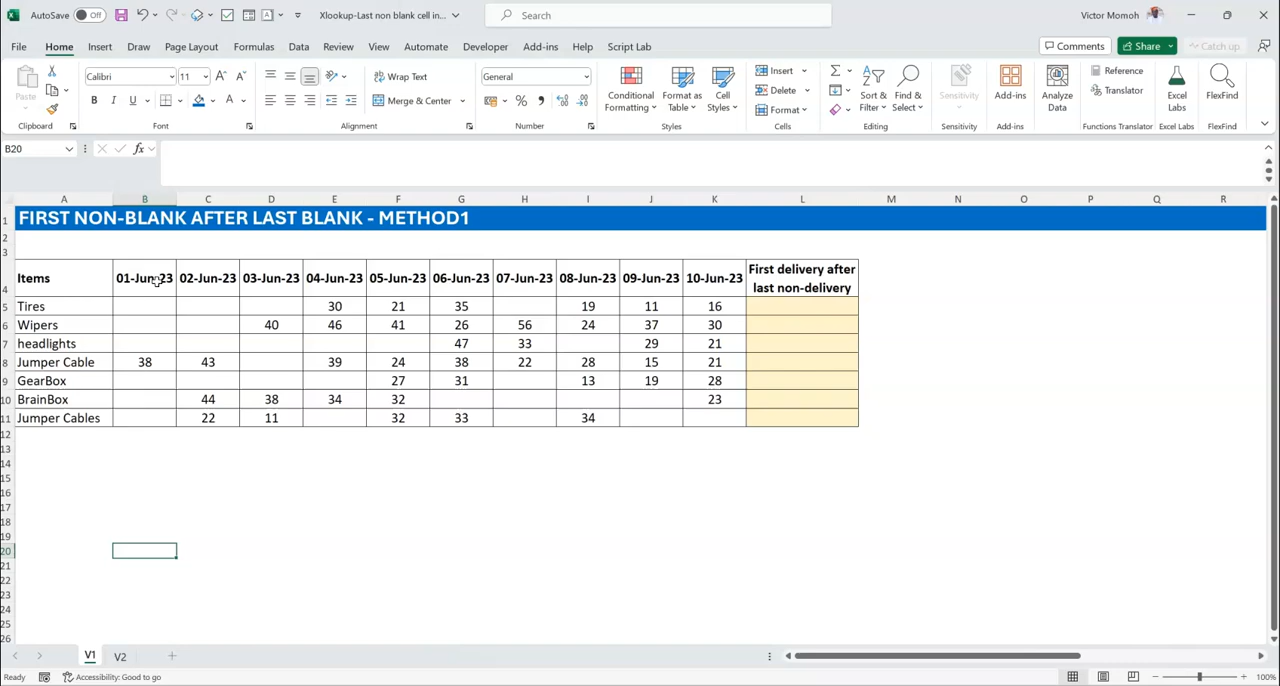 AutoSave Off Xlookup-Last non blank cell in... Search Victor Momoh
File Home Insert Draw Page Layout Formulas Data Review View Automate Developer Add-ins Help Script Lab Comments Share Catch up
Paste Calibri 11 A A Wrap Text General Conditional Formatting Format as Table Cell Styles Insert Delete Format Sort & Filter Find & Select Sensitivity Add-ins Analyze Data Reference Translator Excel Labs FlexFind
B I U A Merge & Center % 
Clipboard Font Alignment Number Styles Cells Editing Sensitivity Add-ins Functions Translator Excel Labs FlexFind
B20 fx
A B C D E F G H I J K L M N O P Q R
1 FIRST NON-BLANK AFTER LAST BLANK - METHOD1
2
3
4 Items 01-Jun-23 02-Jun-23 03-Jun-23 04-Jun-23 05-Jun-23 06-Jun-23 07-Jun-23 08-Jun-23 09-Jun-23 10-Jun-23 First delivery after last non-delivery
5 Tires 30 21 35 19 11 16
6 Wipers 40 46 41 26 56 24 37 30
7 headlights 47 33 29 21
8 Jumper Cable 38 43 39 24 38 22 28 15 21
9 GearBox 27 31 13 19 28
10 BrainBox 44 38 34 32 23
11 Jumper Cables 22 11 32 33 34
12
13
14
15
16
17
18
19
20
21
22
23
24
25
26
V1 V2
Ready Accessibility: Good to go 100%